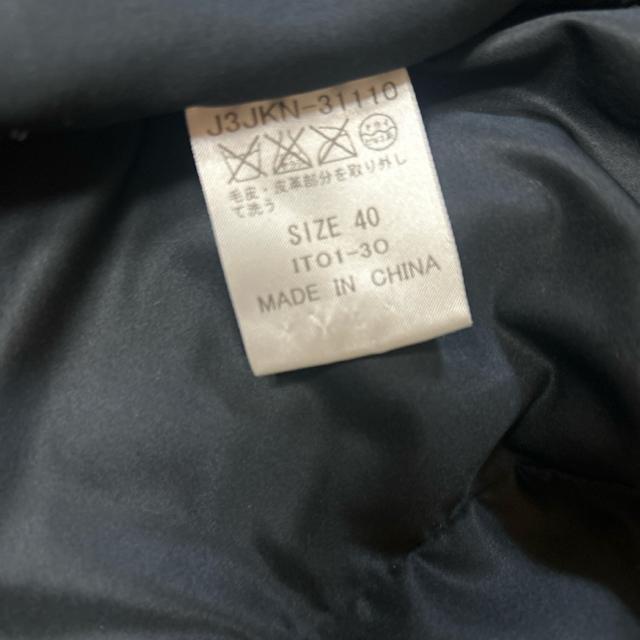 J3JKN-31110
毛皮・皮革部分を取り外し
て洗う
SIZE 40
IT01-30
MADE IN CHINA